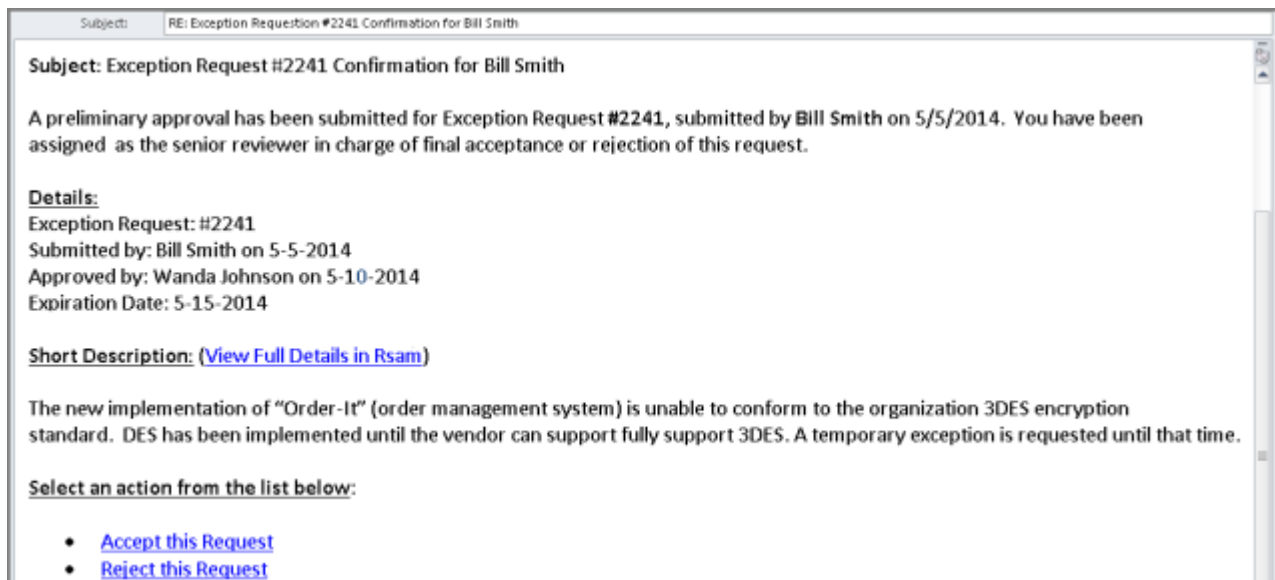 Subject: RE: Exception Requestion #2241 Confirmation for Bill Smith
Subject: Exception Request #2241 Confirmation for Bill Smith
A preliminary approval has been submitted for Exception Request #2241, submitted by Bill Smith on 5/5/2014. You have been
assigned as the senior reviewer in charge of final acceptance or rejection of this request.
Details:
Exception Request: #2241
Submitted by: Bill Smith on 5-5-2014
Approved by: Wanda Johnson on 5-10-2014
Expiration Date: 5-15-2014
Short Description: (View Full Details in Rsam)
The new implementation of “Order-It” (order management system) is unable to conform to the organization 3DES encryption
standard. DES has been implemented until the vendor can support fully support 3DES. A temporary exception is requested until that time.
Select an action from the list below:
• Accept this Request
• Reject this Request